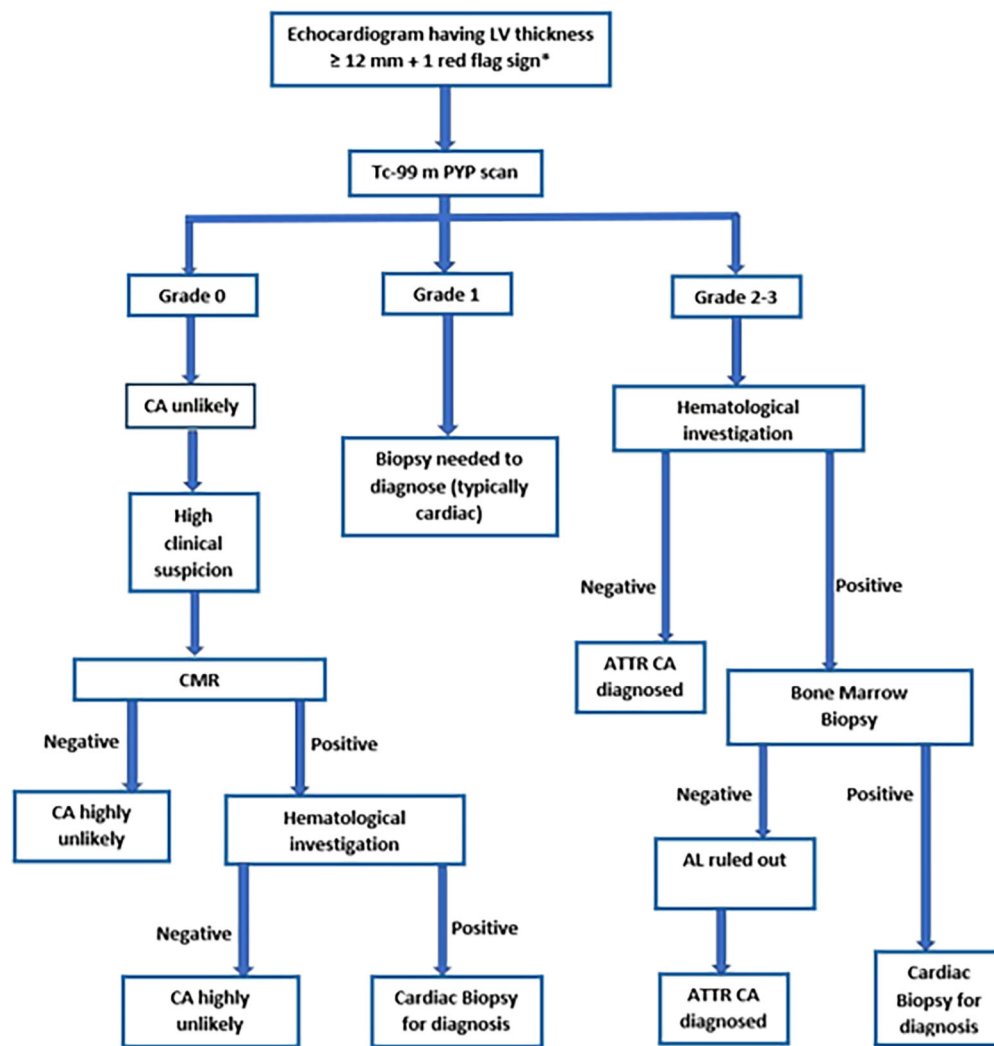 Echocardiogram having LV thickness
≥ 12 mm + 1 red flag sign*
Tc-99 m PYP scan
Grade 0
Grade 1
Grade 2-3
CA unlikely
Biopsy needed to
diagnose (typically
cardiac)
Hematological
investigation
High
clinical
suspicion
Negative
Positive
CMR
ATTR CA
diagnosed
Bone Marrow
Biopsy
Negative
Positive
CA highly
unlikely
Hematological
investigation
Negative
Positive
AL ruled out
Negative
Positive
CA highly
unlikely
Cardiac Biopsy
for diagnosis
ATTR CA
diagnosed
Cardiac
Biopsy for
diagnosis